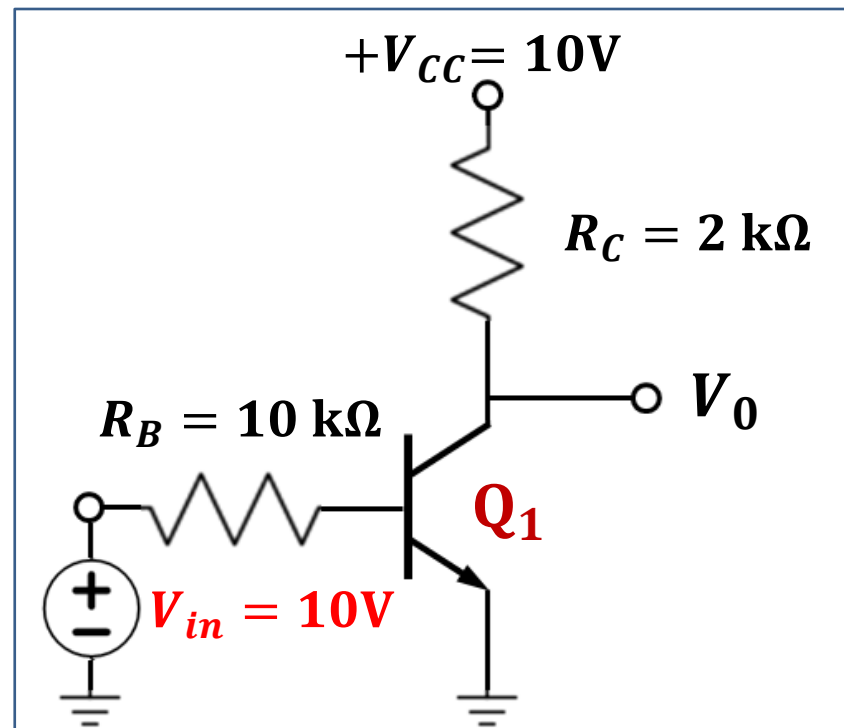 +V_CC= 10V
R_C = 2 kΩ
V_0
R_B = 10 kΩ
Q_1
V_in = 10V